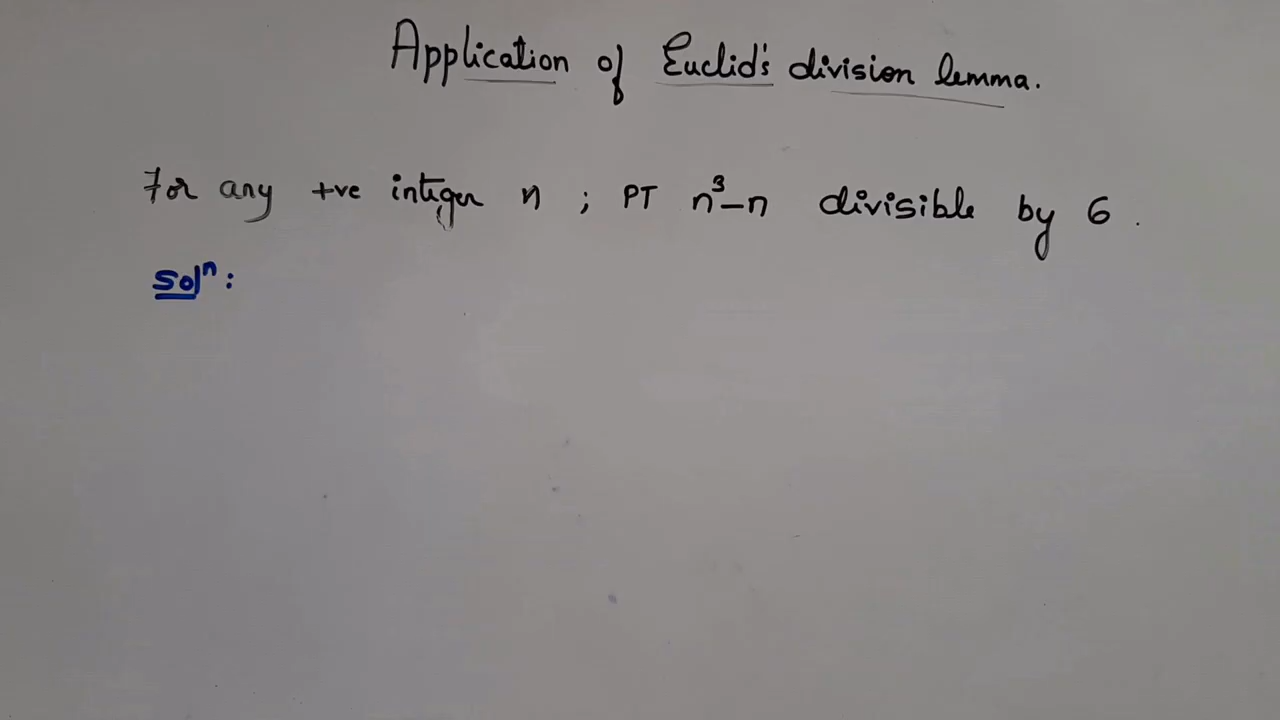 Application of Euclid's division lemma.
For any +ve integer n ; PT n³-n divisible by 6 .
Solⁿ :